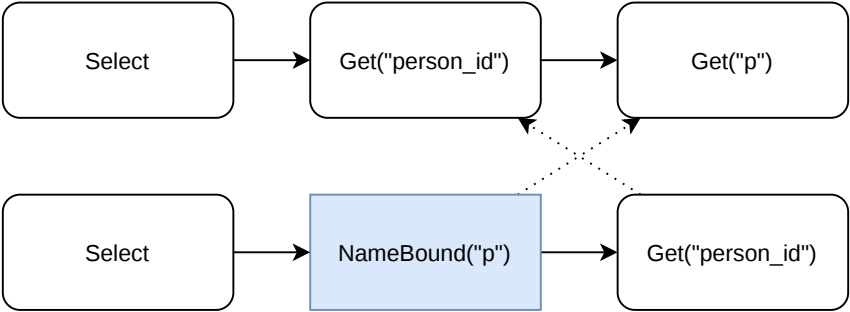 Select
Get("person_id")
Get("p")
Select
NameBound("p")
Get("person_id")